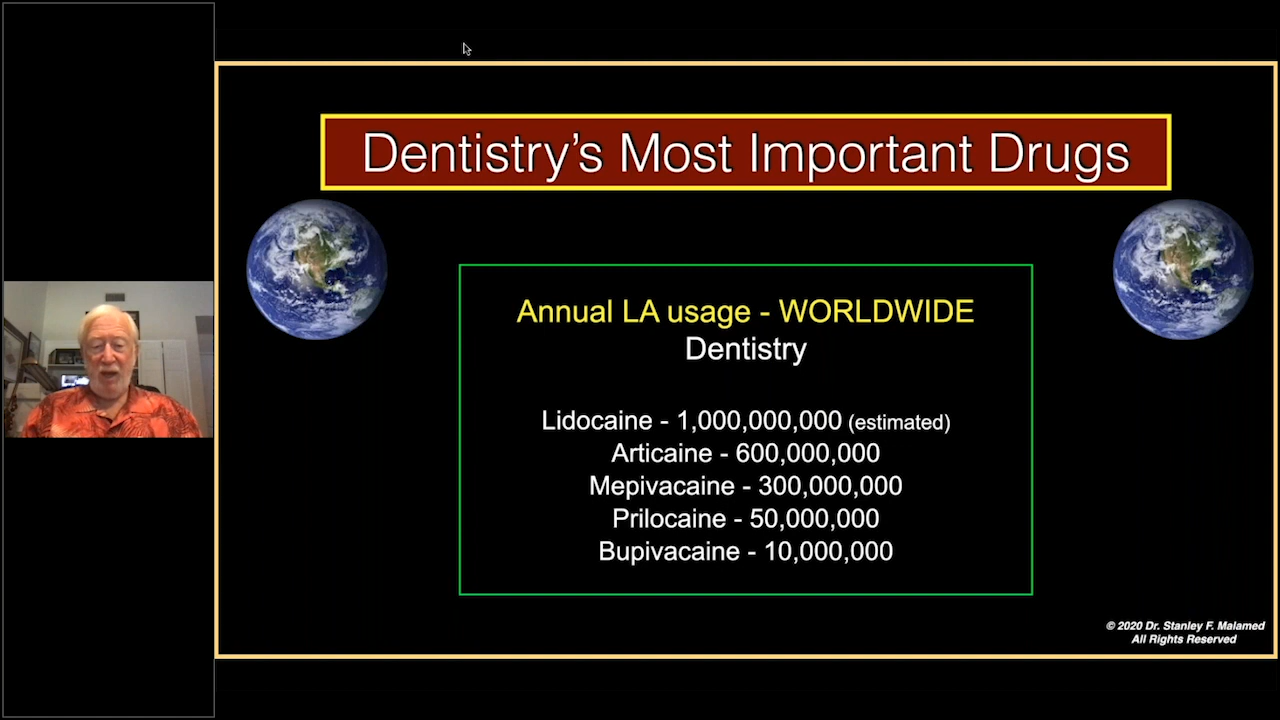 Dentistry's Most Important Drugs
Annual LA usage - WORLDWIDE
Dentistry
Lidocaine - 1,000,000,000 (estimated)
Articaine - 600,000,000
Mepivacaine - 300,000,000
Prilocaine - 50,000,000
Bupivacaine - 10,000,000
© 2020 Dr. Stanley F. Malamed
All Rights Reserved